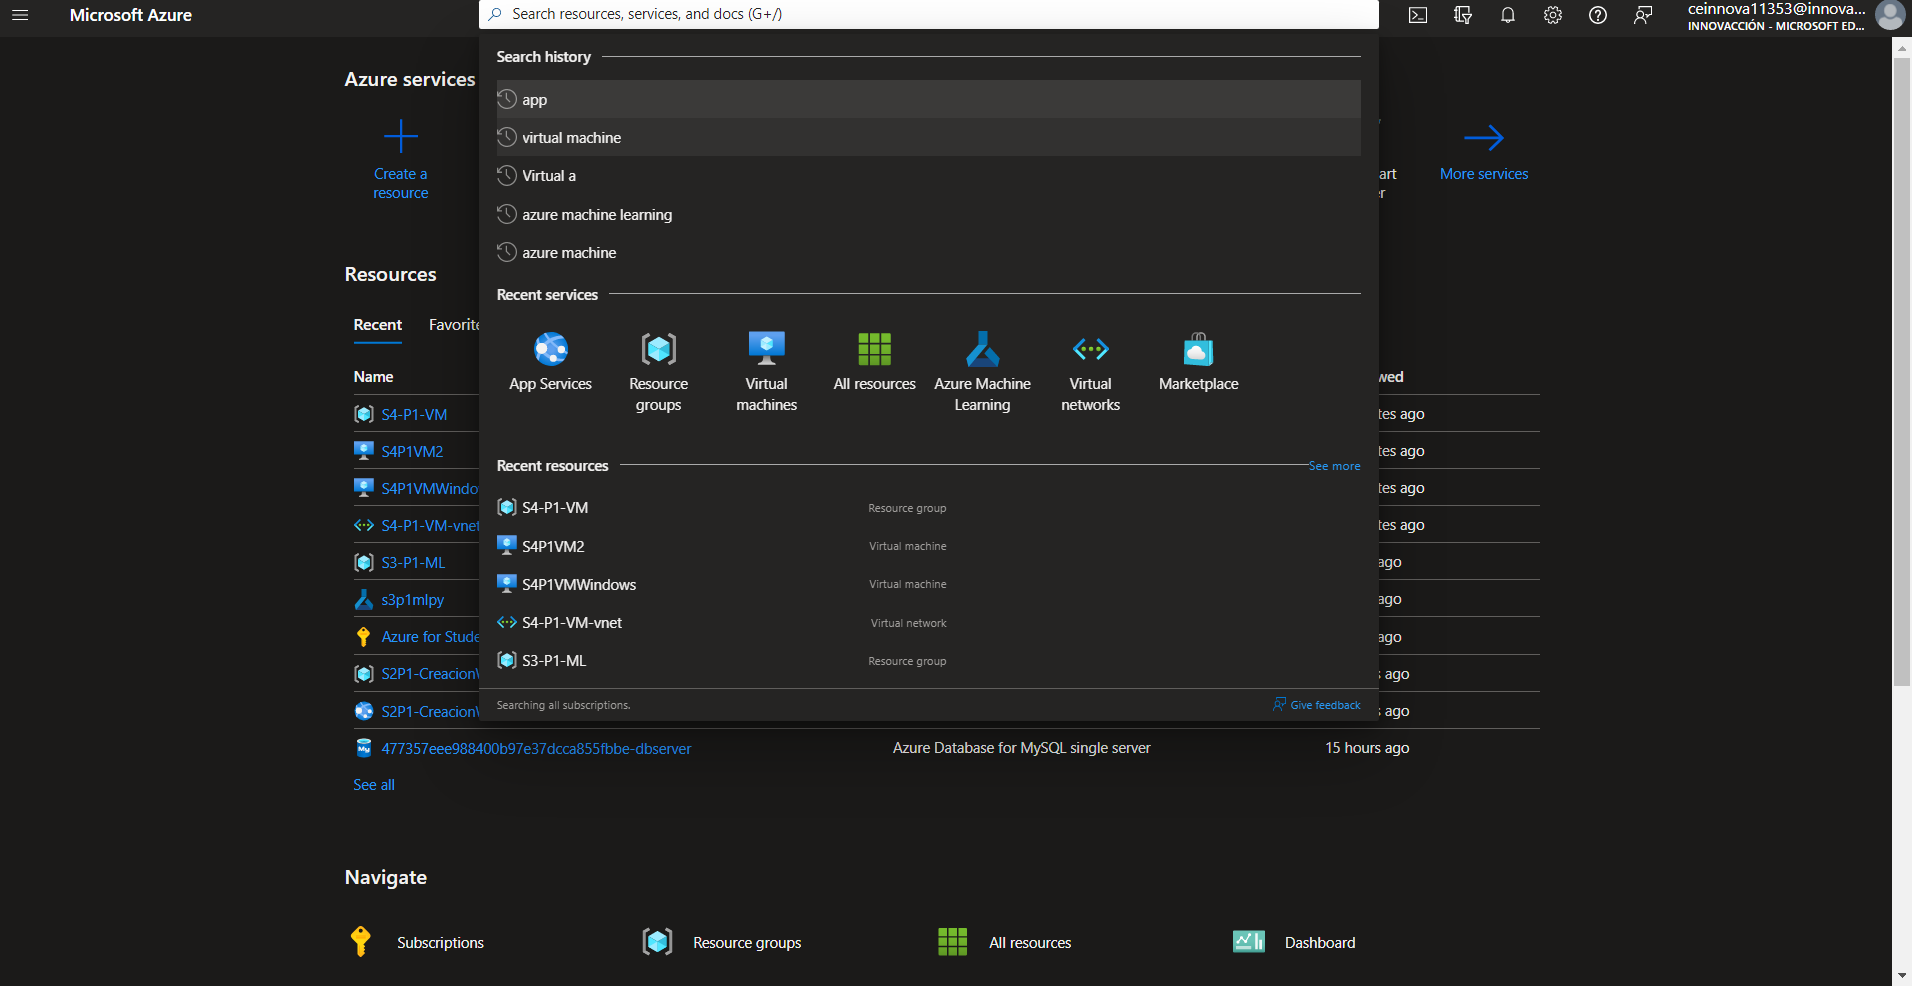 Microsoft Azure
Search resources, services, and docs (G+/)
ceinnova11353@innova...
INNOVACCIÓN - MICROSOFT ED...
Azure services
Search history
app
virtual machine
Virtual a
azure machine learning
azure machine
Create a
resource
art
r
More services
Resources
Recent
Favorite
Recent services
App Services
Resource
groups
Virtual
machines
All resources
Azure Machine
Learning
Virtual
networks
Marketplace
Name
wed
S4-P1-VM
tes ago
S4P1VM2
tes ago
S4P1VMWindo
tes ago
S4-P1-VM-vnet
tes ago
S3-P1-ML
ago
s3p1mlpy
ago
Azure for Stude
ago
S2P1-Creacion
s ago
S2P1-Creacion
s ago
Recent resources
See more
S4-P1-VM
Resource group
S4P1VM2
Virtual machine
S4P1VMWindows
Virtual machine
S4-P1-VM-vnet
Virtual network
S3-P1-ML
Resource group
Searching all subscriptions.
Give feedback
477357eee988400b97e37dcca855fbbe-dbserver
Azure Database for MySQL single server
15 hours ago
See all
Navigate
Subscriptions
Resource groups
All resources
Dashboard